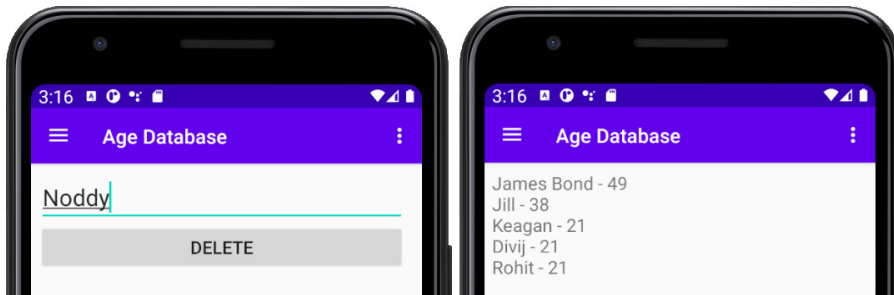 3:16
Age Database
Noddy
DELETE
3:16
Age Database
James Bond - 49
Jill - 38
Keagan - 21
Divij - 21
Rohit - 21